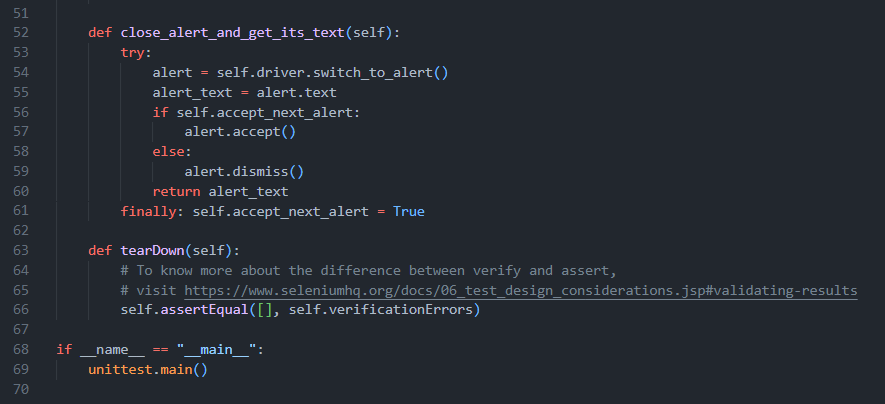 51
52 def close_alert_and_get_its_text(self):
53 try:
54 alert = self.driver.switch_to_alert()
55 alert_text = alert.text
56 if self.accept_next_alert:
57 alert.accept()
58 else:
59 alert.dismiss()
60 return alert_text
61 finally: self.accept_next_alert = True
62
63 def tearDown(self):
64 # To know more about the difference between verify and assert,
65 # visit https://www.seleniumhq.org/docs/06_test_design_considerations.jsp#validating-results
66 self.assertEqual([], self.verificationErrors)
67
68 if __name__ == "__main__":
69 unittest.main()
70